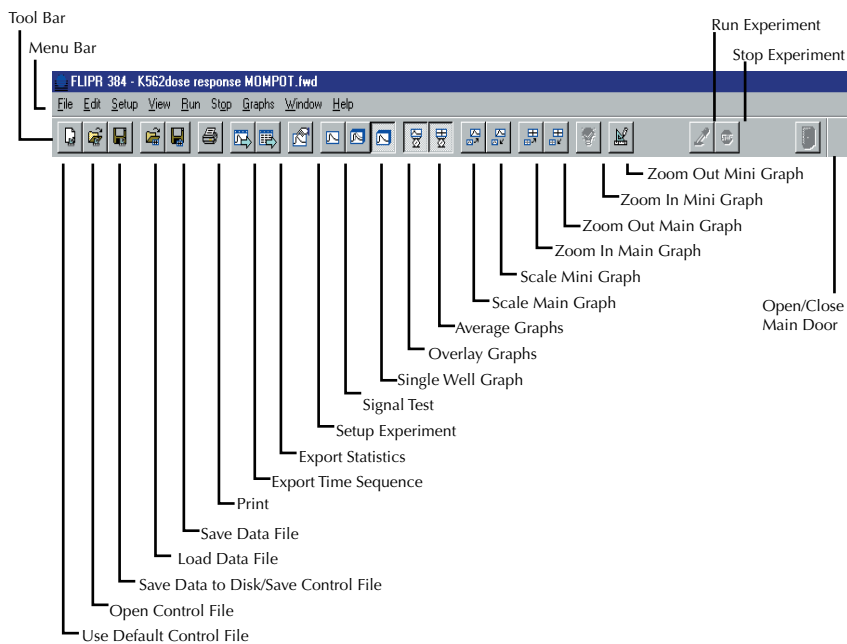 Tool Bar
Run Experiment
Menu Bar
Stop Experiment
FLIPR 384 - K562dose response MOMPOT.fwd
File Edit Setup View Run Stop Graphs Window Help
STOP
Zoom Out Mini Graph
Zoom In Mini Graph
Zoom Out Main Graph
Zoom In Main Graph
Scale Mini Graph
Scale Main Graph
Open/Close
Main Door
Average Graphs
Overlay Graphs
Single Well Graph
Signal Test
Setup Experiment
Export Statistics
Export Time Sequence
Print
Save Data File
Load Data File
Save Data to Disk/Save Control File
Open Control File
Use Default Control File